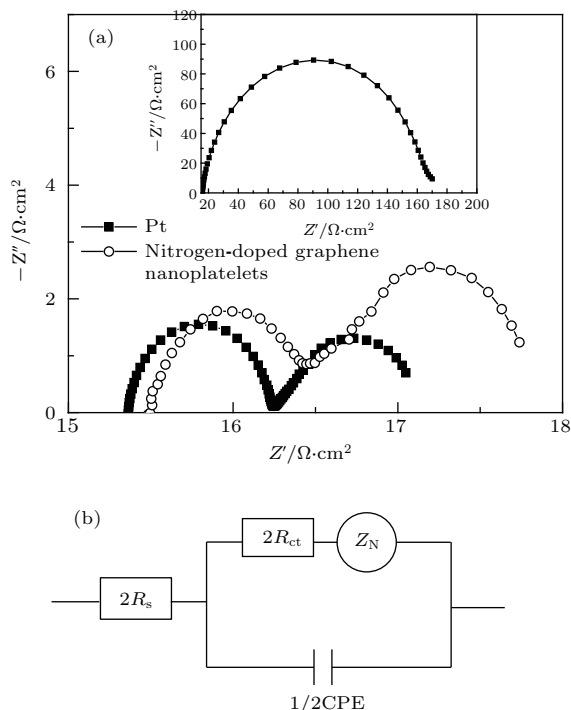 (a)
120
100
80
60
40
20
0
−Z″/Ω·cm²
20 40 60 80 100 120 140 160 180 200
Z′/Ω·cm²
Pt
Nitrogen-doped graphene
nanoplatelets
6
4
2
0
−Z″/Ω·cm²
15 16 17 18
Z′/Ω·cm²
(b)
2Rct
ZN
2Rs
1/2CPE